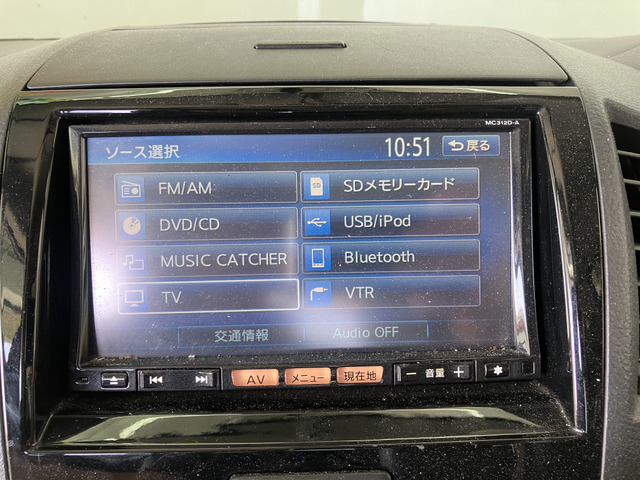 MC312D-A
ソース選択
10:51
戻る
FM/AM
SD
SDメモリーカード
DVD/CD
USB/iPod
MUSIC CATCHER
Bluetooth
TV
VTR
交通情報
Audio OFF
AV
メニュー
現在地
− 音量 +